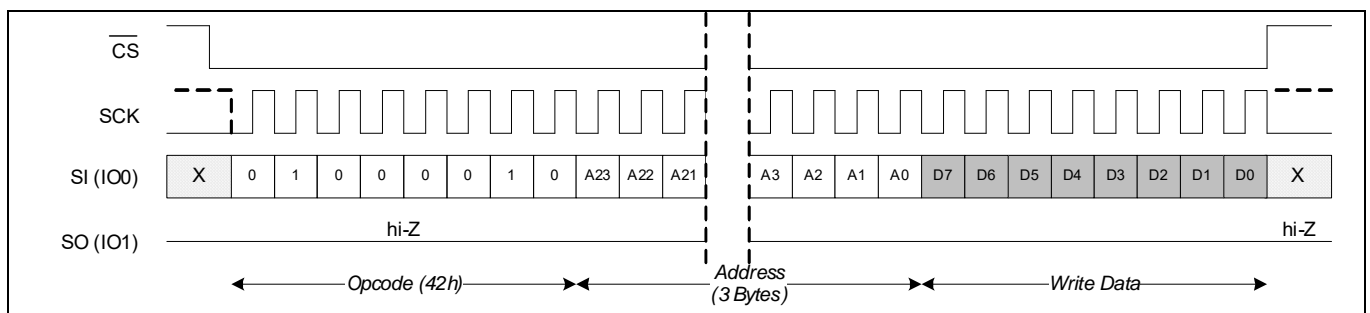 CS
SCK
SI (IO0) X 0 1 0 0 0 0 1 0 A23 A22 A21 A3 A2 A1 A0 D7 D6 D5 D4 D3 D2 D1 D0 X
hi-Z hi-Z
SO (IO1)
Opcode (42h) Address Write Data
(3 Bytes)